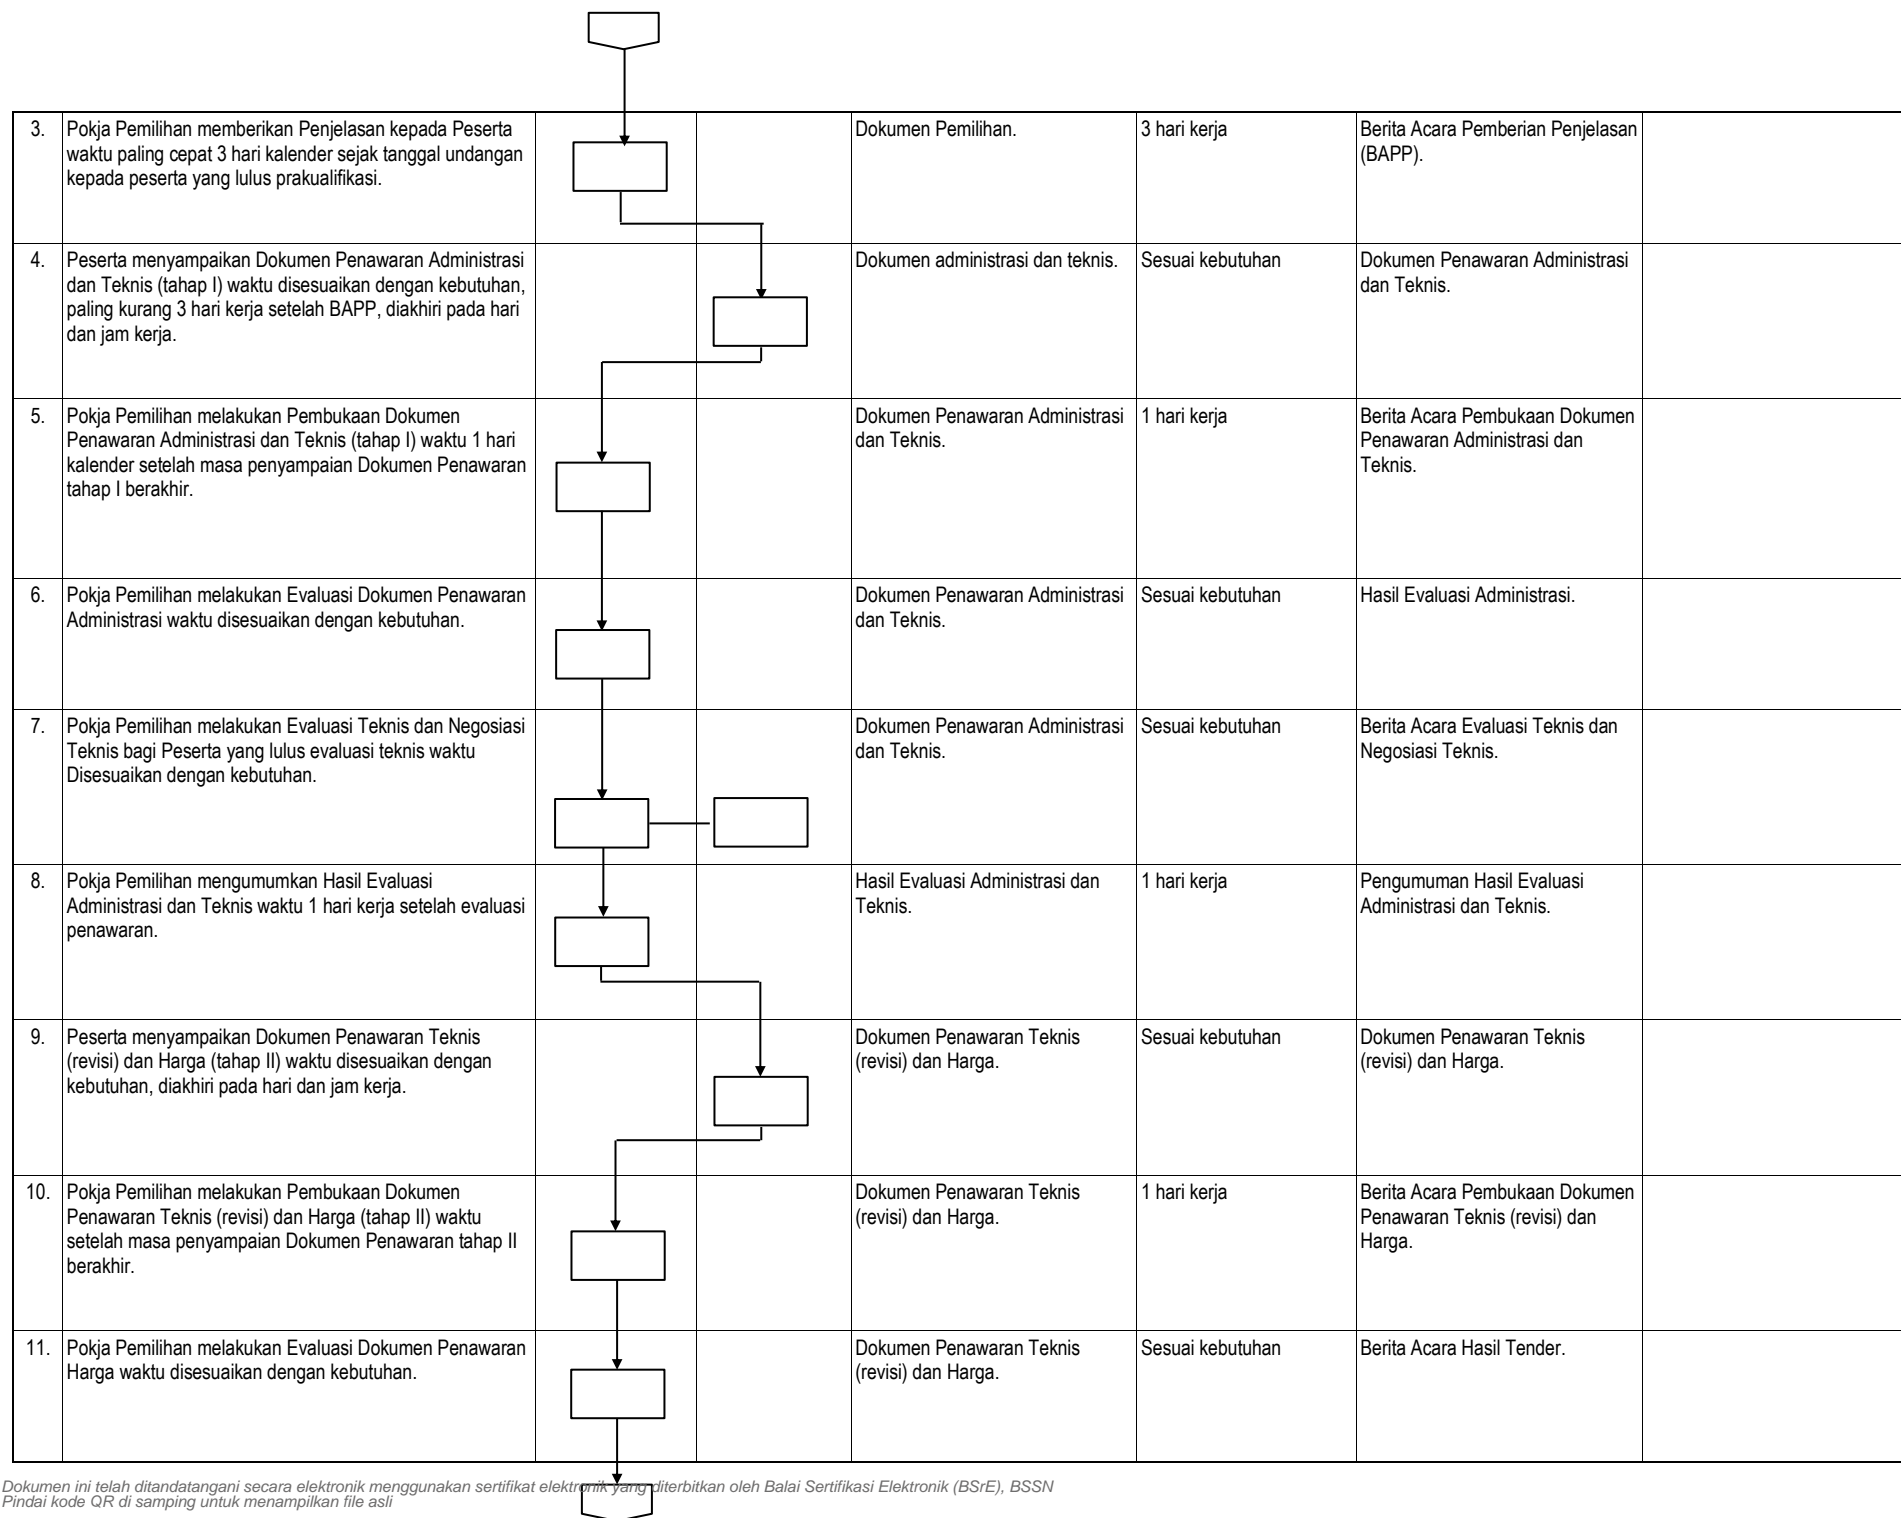 3.
Pokja Pemilihan memberikan Penjelasan kepada Peserta
waktu paling cepat 3 hari kalender sejak tanggal undangan
kepada peserta yang lulus prakualifikasi.
Dokumen Pemilihan.
3 hari kerja
Berita Acara Pemberian Penjelasan
(BAPP).
4.
Peserta menyampaikan Dokumen Penawaran Administrasi
dan Teknis (tahap I) waktu disesuaikan dengan kebutuhan,
paling kurang 3 hari kerja setelah BAPP, diakhiri pada hari
dan jam kerja.
Dokumen administrasi dan teknis.
Sesuai kebutuhan
Dokumen Penawaran Administrasi
dan Teknis.
5.
Pokja Pemilihan melakukan Pembukaan Dokumen
Penawaran Administrasi dan Teknis (tahap I) waktu 1 hari
kalender setelah masa penyampaian Dokumen Penawaran
tahap I berakhir.
Dokumen Penawaran Administrasi
dan Teknis.
1 hari kerja
Berita Acara Pembukaan Dokumen
Penawaran Administrasi dan
Teknis.
6.
Pokja Pemilihan melakukan Evaluasi Dokumen Penawaran
Administrasi waktu disesuaikan dengan kebutuhan.
Dokumen Penawaran Administrasi
dan Teknis.
Sesuai kebutuhan
Hasil Evaluasi Administrasi.
7.
Pokja Pemilihan melakukan Evaluasi Teknis dan Negosiasi
Teknis bagi Peserta yang lulus evaluasi teknis waktu
Disesuaikan dengan kebutuhan.
Dokumen Penawaran Administrasi
dan Teknis.
Sesuai kebutuhan
Berita Acara Evaluasi Teknis dan
Negosiasi Teknis.
8.
Pokja Pemilihan mengumumkan Hasil Evaluasi
Administrasi dan Teknis waktu 1 hari kerja setelah evaluasi
penawaran.
Hasil Evaluasi Administrasi dan
Teknis.
1 hari kerja
Pengumuman Hasil Evaluasi
Administrasi dan Teknis.
9.
Peserta menyampaikan Dokumen Penawaran Teknis
(revisi) dan Harga (tahap II) waktu disesuaikan dengan
kebutuhan, diakhiri pada hari dan jam kerja.
Dokumen Penawaran Teknis
(revisi) dan Harga.
Sesuai kebutuhan
Dokumen Penawaran Teknis
(revisi) dan Harga.
10.
Pokja Pemilihan melakukan Pembukaan Dokumen
Penawaran Teknis (revisi) dan Harga (tahap II) waktu
setelah masa penyampaian Dokumen Penawaran tahap II
berakhir.
Dokumen Penawaran Teknis
(revisi) dan Harga.
1 hari kerja
Berita Acara Pembukaan Dokumen
Penawaran Teknis (revisi) dan
Harga.
11.
Pokja Pemilihan melakukan Evaluasi Dokumen Penawaran
Harga waktu disesuaikan dengan kebutuhan.
Dokumen Penawaran Teknis
(revisi) dan Harga.
Sesuai kebutuhan
Berita Acara Hasil Tender.
Dokumen ini telah ditandatangani secara elektronik menggunakan sertifikat elektronik yang diterbitkan oleh Balai Sertifikasi Elektronik (BSrE), BSSN
Pindai kode QR di samping untuk menampilkan file asli